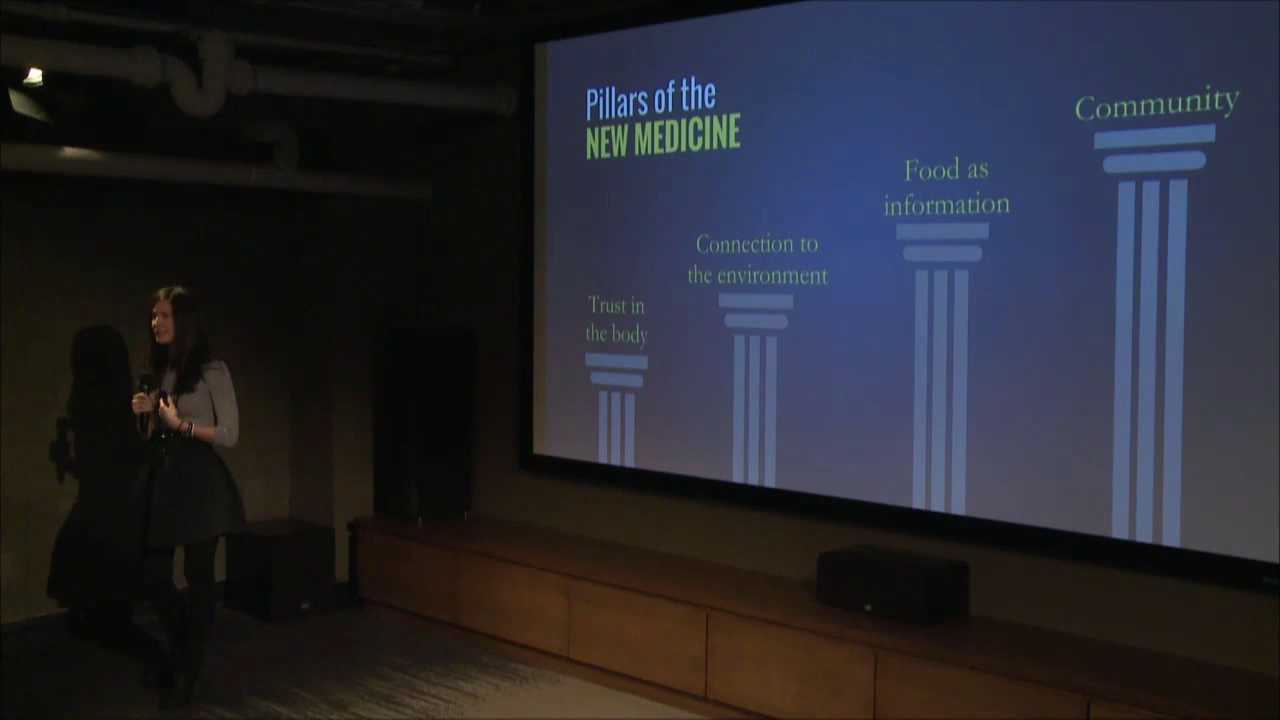 Pillars of the
NEW MEDICINE
Trust in
the body
Connection to
the environment
Food as
information
Community